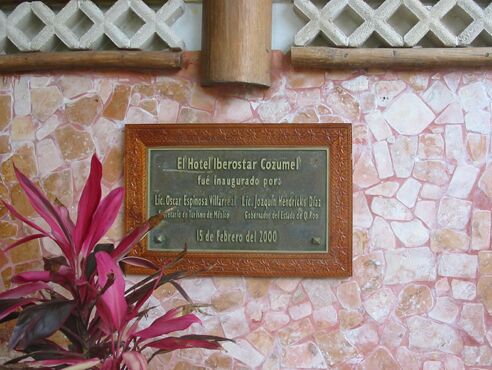 El Hotel Iberostar Cozumel
fué inaugurado por:
Lic. Oscar Espinosa Villarreal Lic. Joaquín Hendricks Díaz
Secretario de Turismo de México Gobernador del Estado de Q. Roo
15 de Febrero del 2000